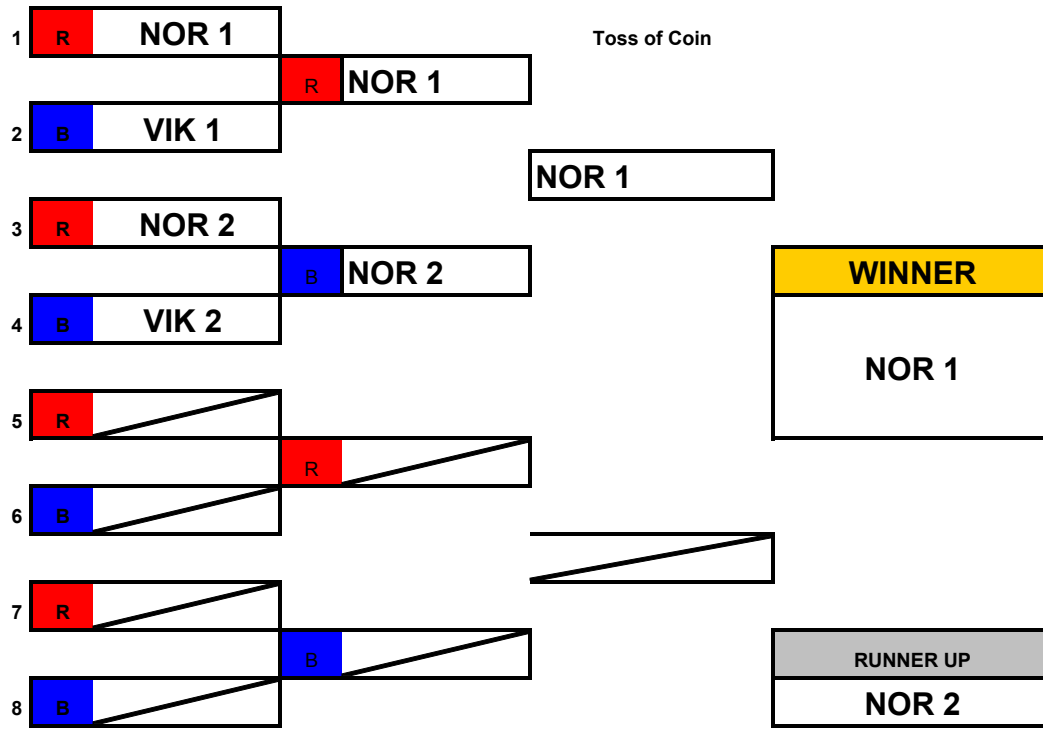 1 R NOR 1
Toss of Coin
R NOR 1
2 B VIK 1
NOR 1
3 R NOR 2
B NOR 2
WINNER
4 B VIK 2
NOR 1
5 R
R
6 B
7 R
B
RUNNER UP
8 B
NOR 2